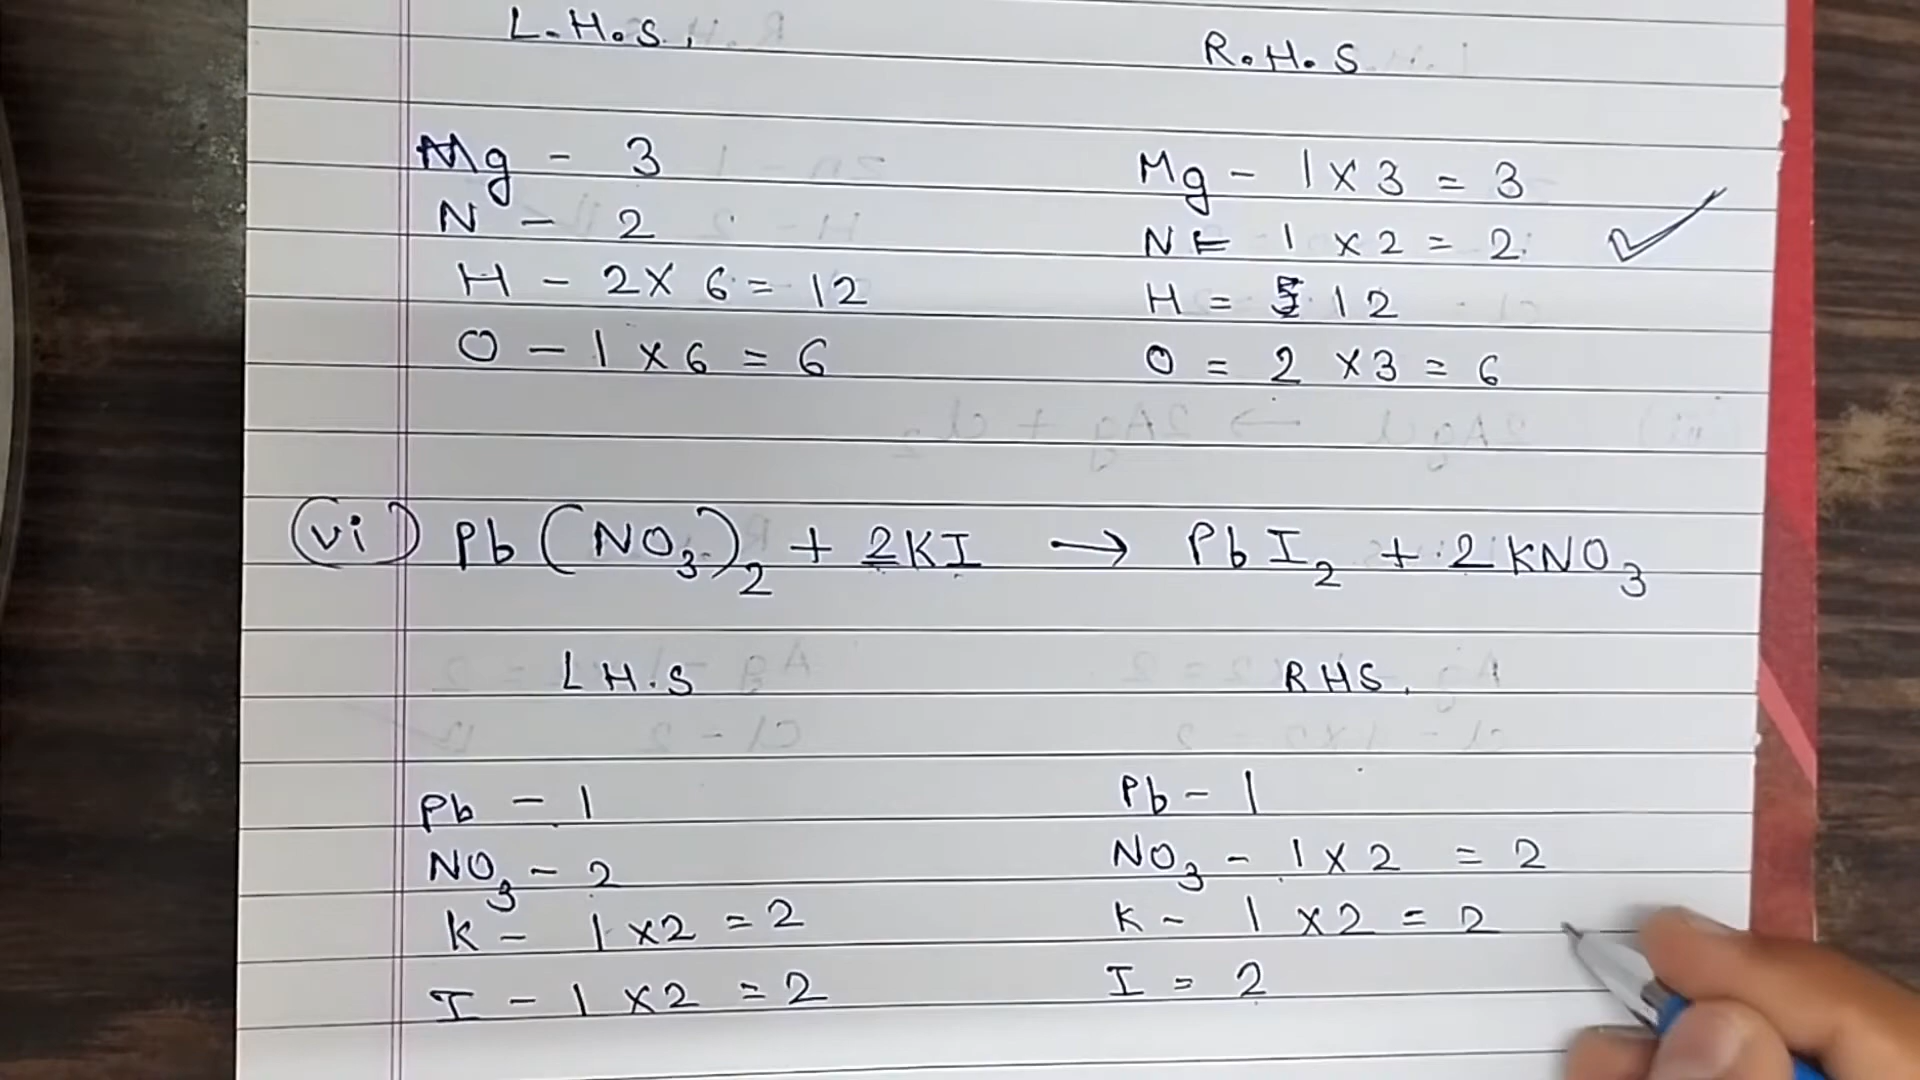 L.H.S. R.H.S
Mg - 3 Mg - 1 x 3 = 3
N - 2 N = 1 x 2 = 2 ✓
H - 2 x 6 = 12 H = 12
O - 1 x 6 = 6 O = 2 x 3 = 6
(vi) Pb(NO₃)₂ + 2KI → PbI₂ + 2KNO₃
L H.S RHS.
Pb - 1 Pb - 1
NO₃ - 2 NO₃ - 1 x 2 = 2
K - 1 x 2 = 2 K - 1 x 2 = 2
I - 1 x 2 = 2 I = 2